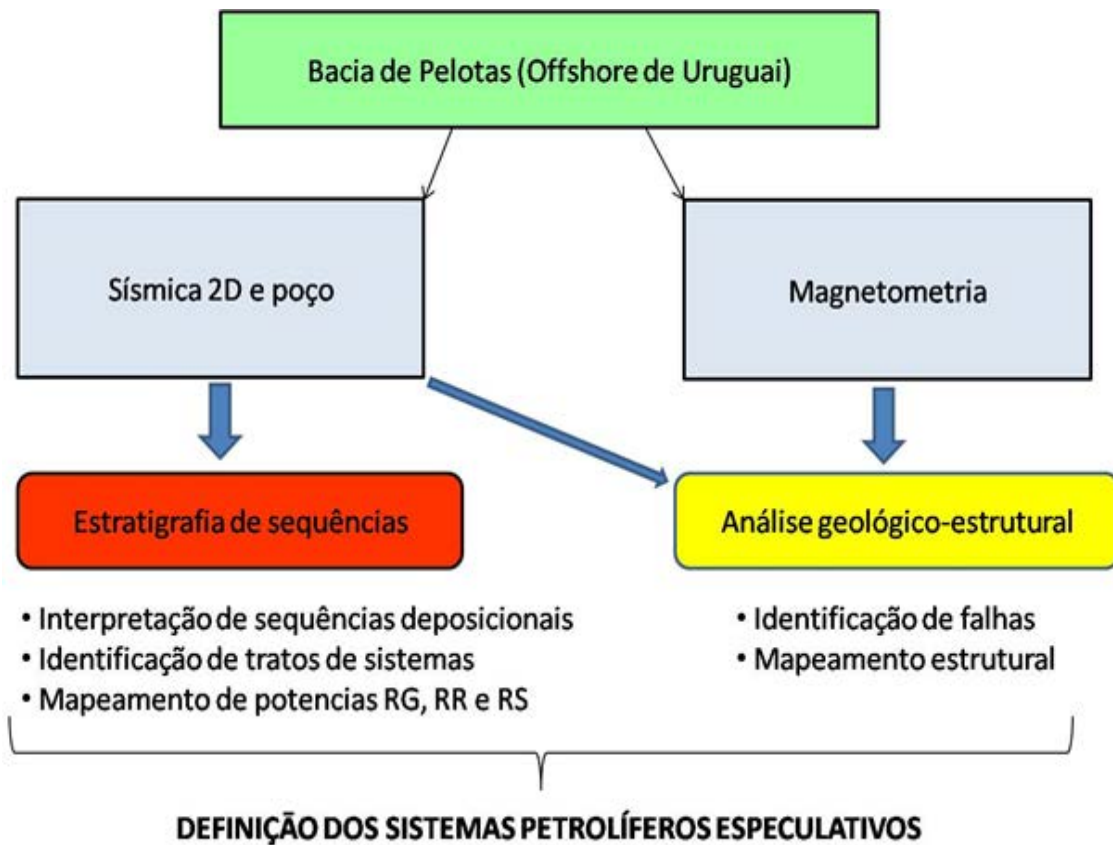 Bacia de Pelotas (Offshore de Uruguai)
Sísmica 2D e poço
Magnetometria
Estratigrafia de sequências
Análise geológico-estrutural
• Interpretação de sequências deposicionais
• Identificação de tratos de sistemas
• Mapeamento de potencias RG, RR e RS
• Identificação de falhas
• Mapeamento estrutural
DEFINIÇÃO DOS SISTEMAS PETROLÍFEROS ESPECULATIVOS